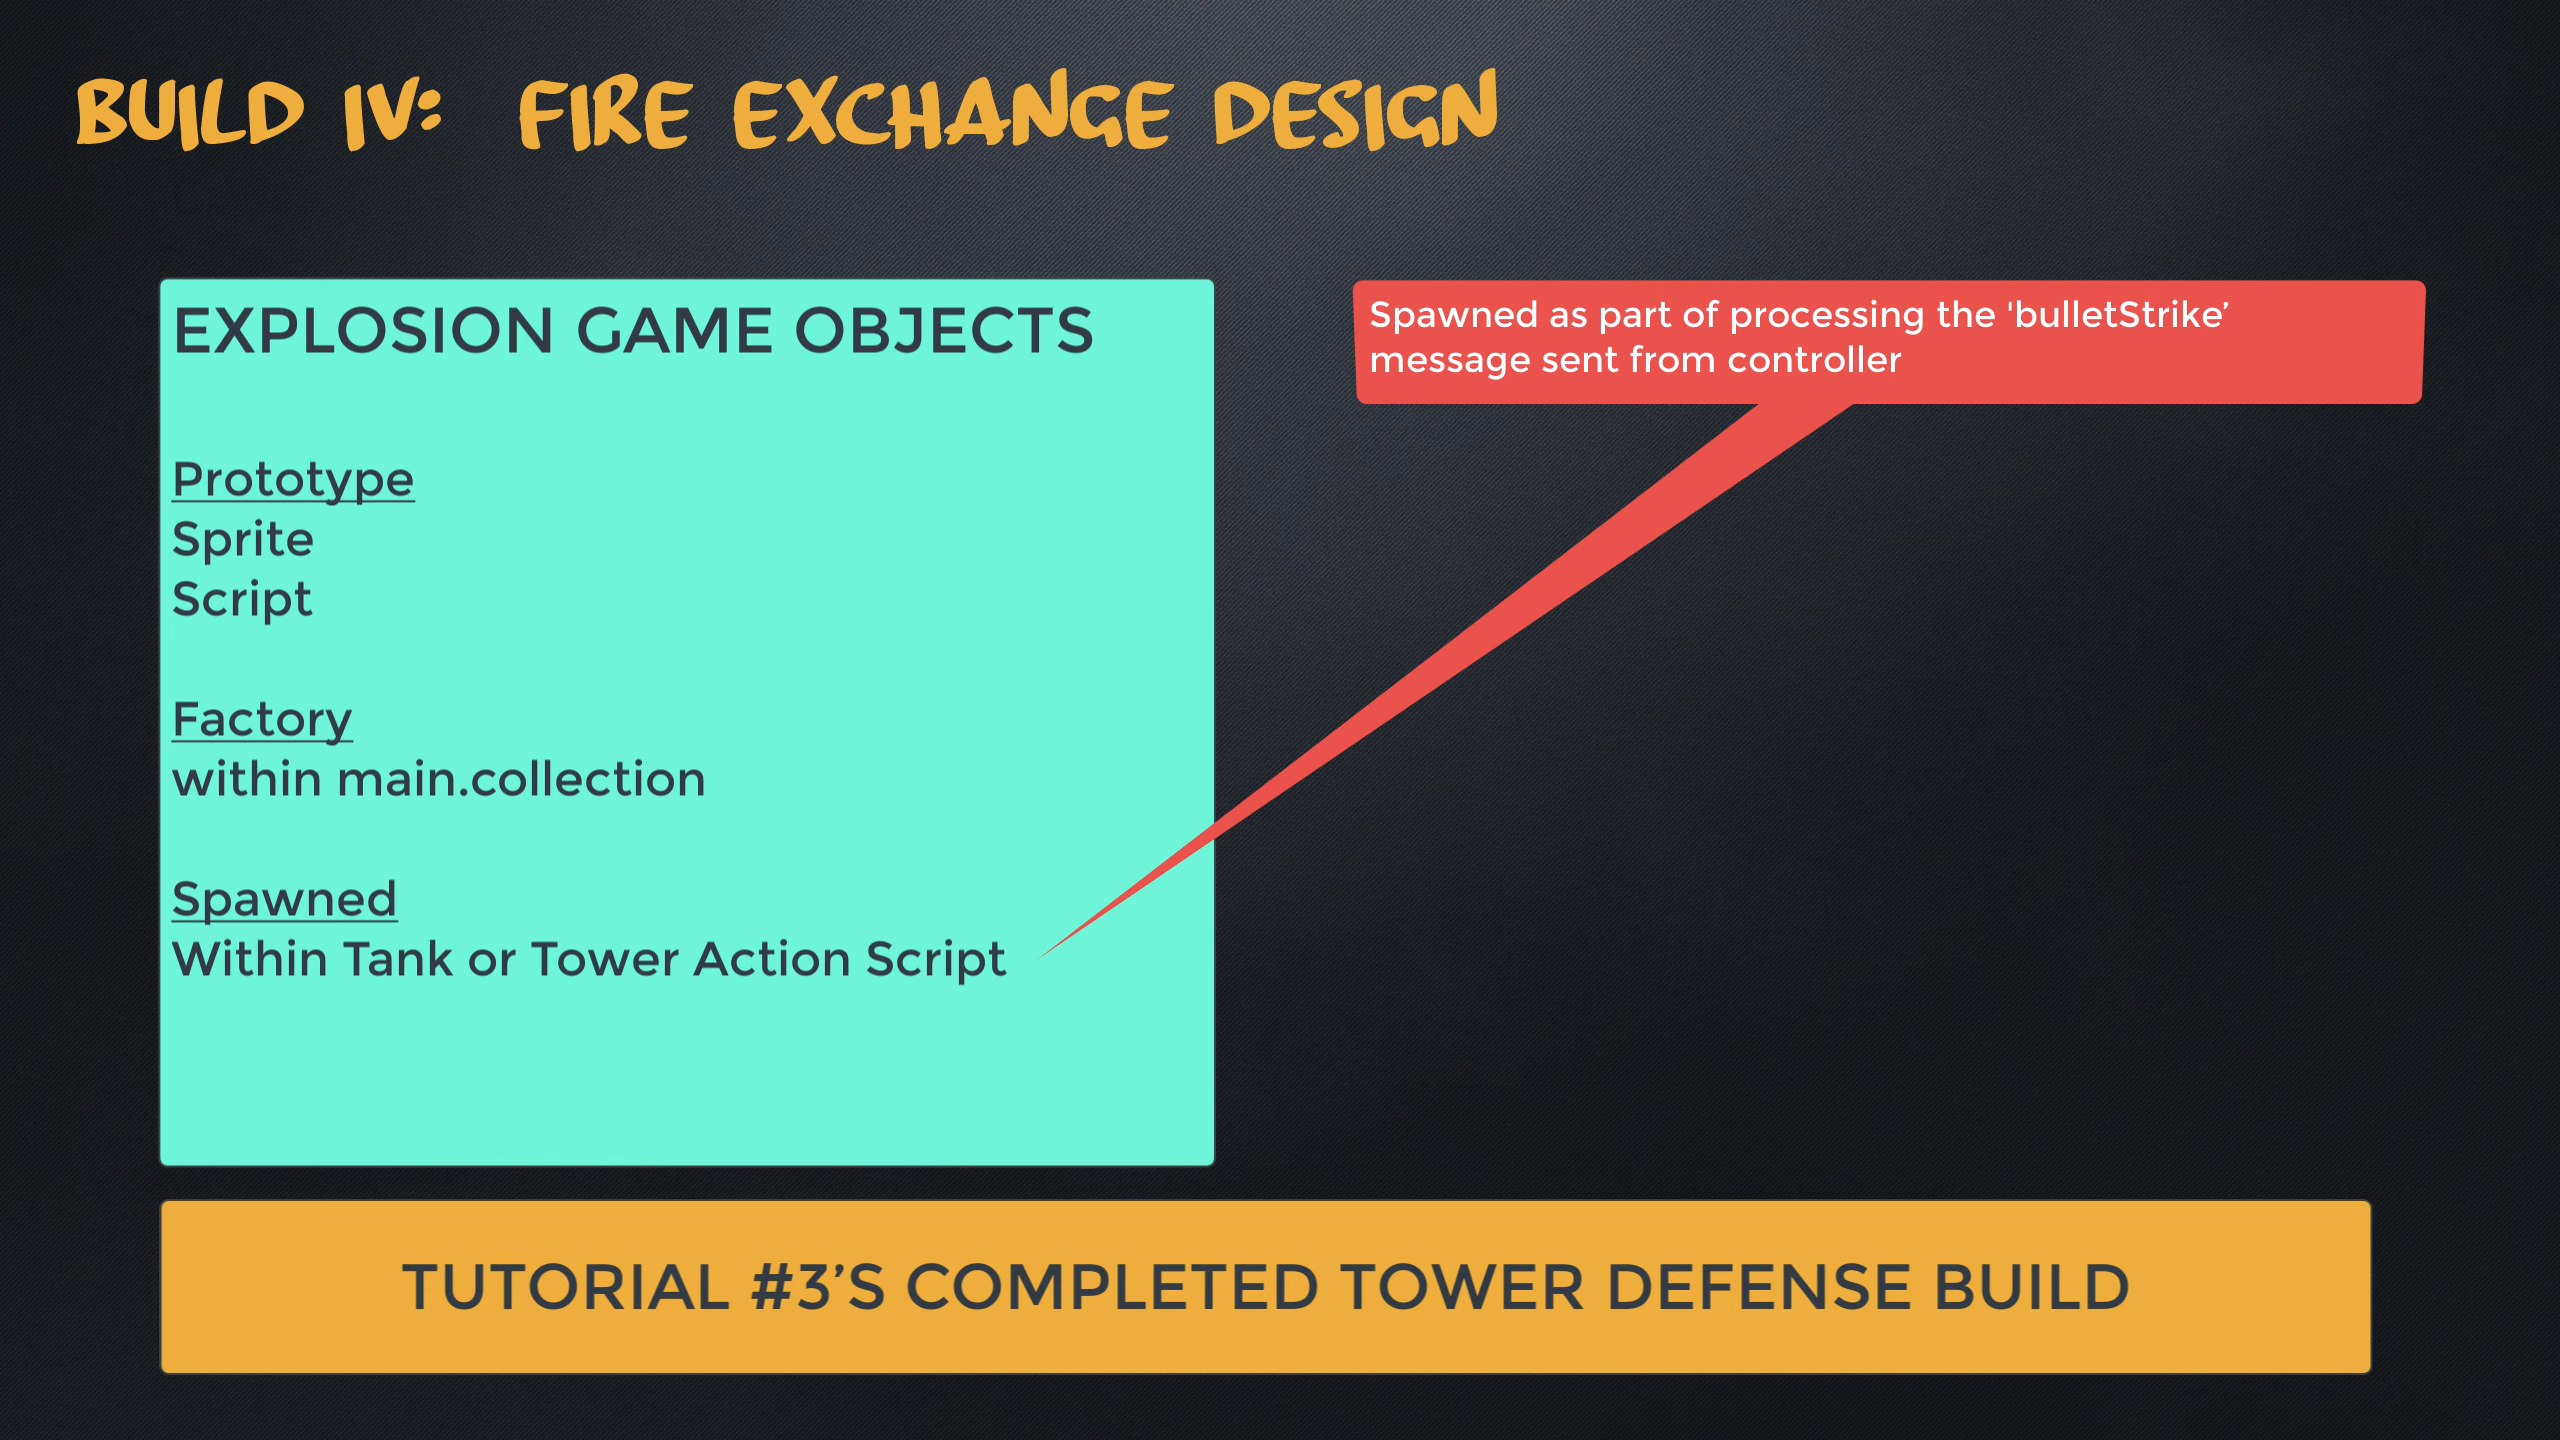 BUILD IV: FIRE EXCHANGE DESIGN
EXPLOSION GAME OBJECTS
Prototype
Sprite
Script
Factory
within main.collection
Spawned
Within Tank or Tower Action Script
Spawned as part of processing the 'bulletStrike’
message sent from controller
TUTORIAL #3’S COMPLETED TOWER DEFENSE BUILD